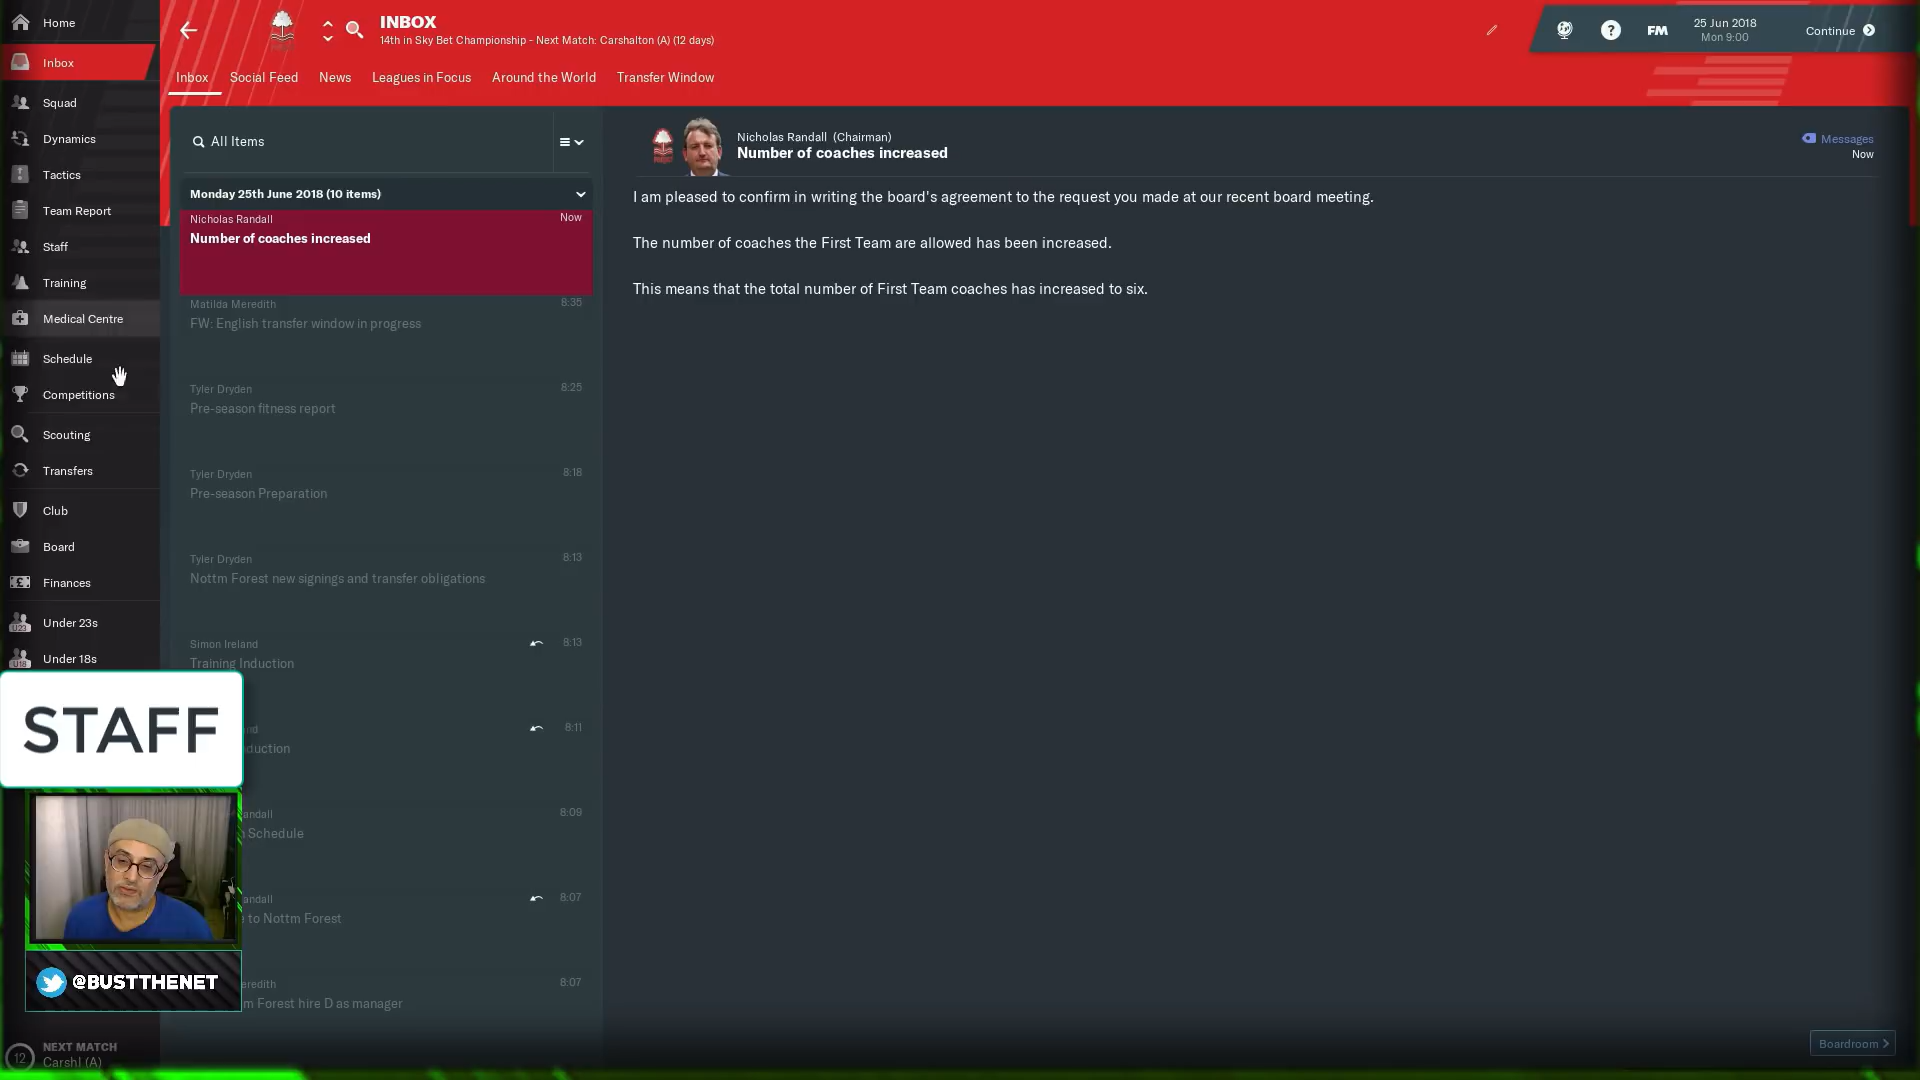 Home
Inbox
Squad
Dynamics
Tactics
Team Report
Staff
Training
Medical Centre
Schedule
Competitions
Scouting
Transfers
Club
Board
Finances
Under 23s
Under 18s
STAFF
@BUSTTHENET
12
NEXT MATCH
Carshl (A)
INBOX
14th in Sky Bet Championship - Next Match: Carshalton (A) (12 days)
FM
25 Jun 2018
Mon 9:00
Continue
Inbox
Social Feed
News
Leagues in Focus
Around the World
Transfer Window
All Items
Monday 25th June 2018 (10 items)
Nicholas Randall
Now
Number of coaches increased
Matilda Meredith
8:35
FW: English transfer window in progress
Tyler Dryden
8:25
Pre-season fitness report
Tyler Dryden
8:18
Pre-season Preparation
Tyler Dryden
8:13
Nottm Forest new signings and transfer obligations
Simon Ireland
8:13
Training Induction
8:11
8:09
Schedule
8:07
to Nottm Forest
8:07
Forest hire D as manager
Nicholas Randall (Chairman)
Number of coaches increased
Messages
Now
I am pleased to confirm in writing the board's agreement to the request you made at our recent board meeting.
The number of coaches the First Team are allowed has been increased.
This means that the total number of First Team coaches has increased to six.
Boardroom